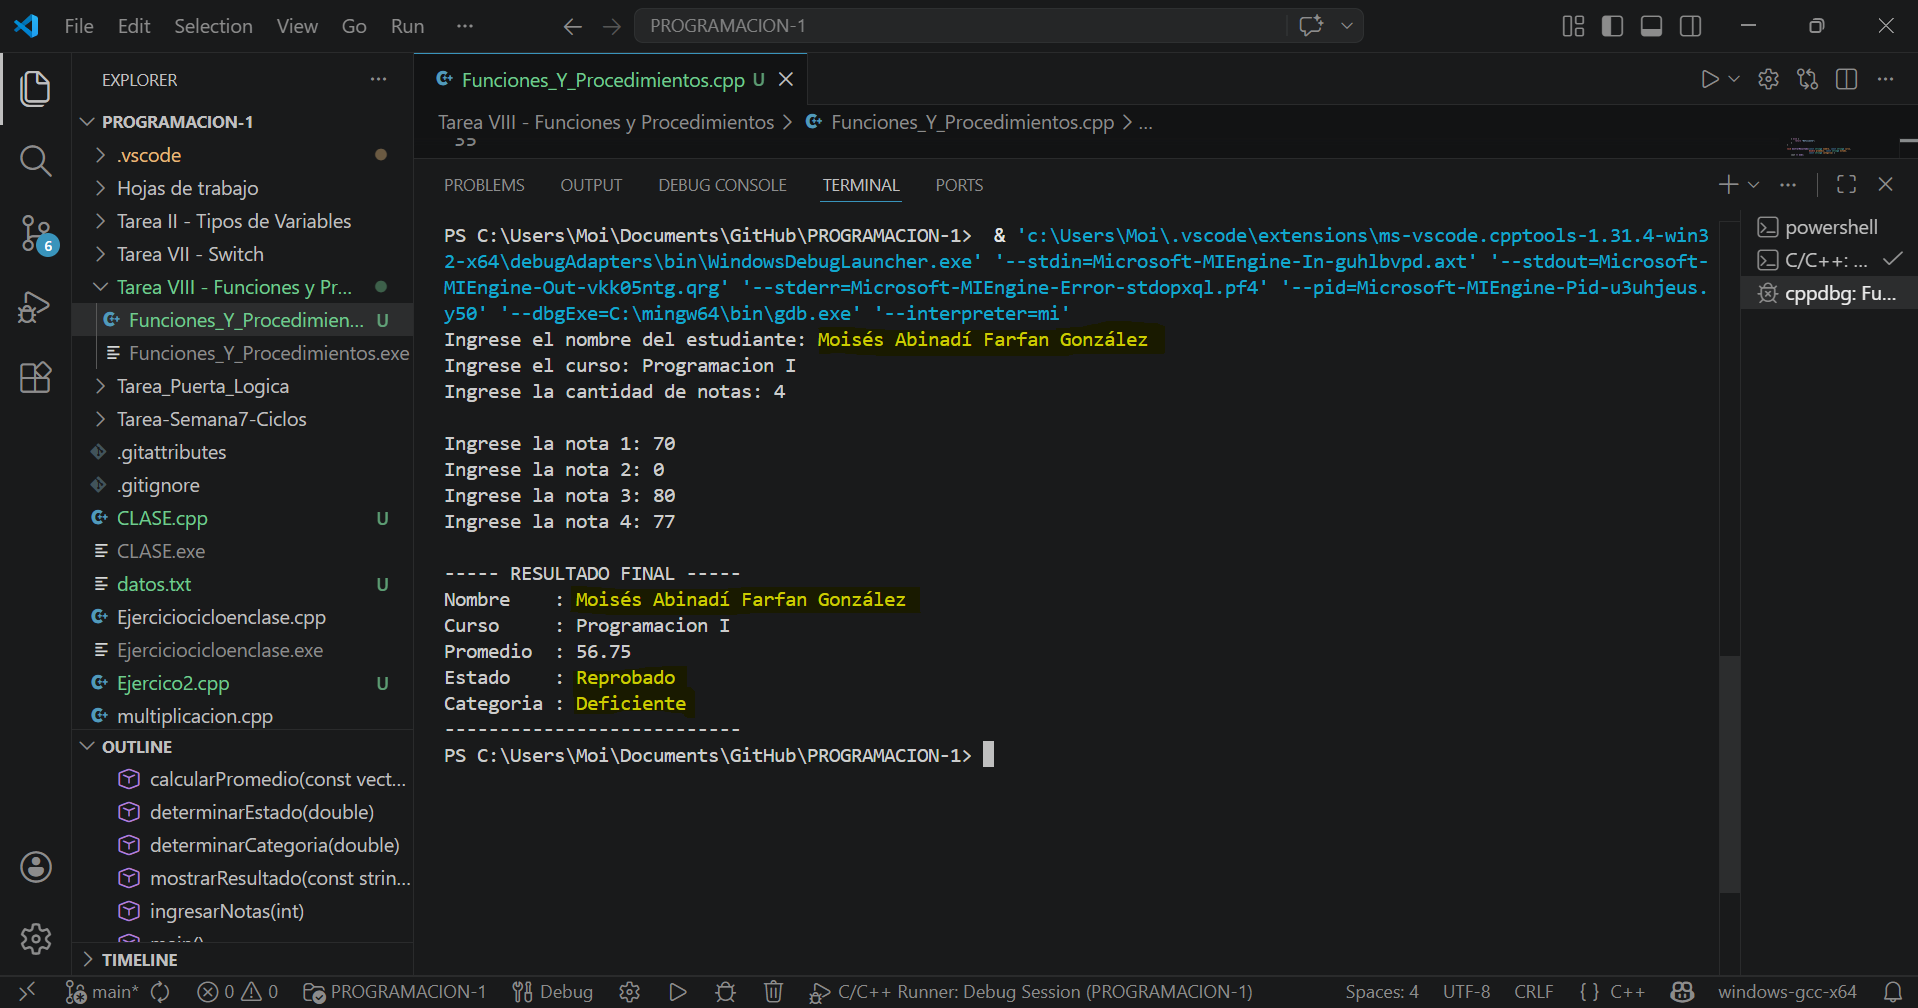 File Edit Selection View Go Run ...
PROGRAMACION-1
EXPLORER
PROGRAMACION-1
.vscode
Hojas de trabajo
Tarea II - Tipos de Variables
Tarea VII - Switch
Tarea VIII - Funciones y Pr...
Funciones_Y_Procedimien... U
Funciones_Y_Procedimientos.exe
Tarea_Puerta_Logica
Tarea-Semana7-Ciclos
.gitattributes
.gitignore
CLASE.cpp U
CLASE.exe
datos.txt U
Ejerciciocicloenclase.cpp
Ejerciciocicloenclase.exe
Ejercico2.cpp U
multiplicacion.cpp
6
OUTLINE
calcularPromedio(const vect...
determinarEstado(double)
determinarCategoria(double)
mostrarResultado(const strin...
ingresarNotas(int)
main()
TIMELINE
Funciones_Y_Procedimientos.cpp U
Tarea VIII - Funciones y Procedimientos > Funciones_Y_Procedimientos.cpp > ...
PROBLEMS OUTPUT DEBUG CONSOLE TERMINAL PORTS
PS C:\Users\Moi\Documents\GitHub\PROGRAMACION-1>  & 'c:\Users\Moi\.vscode\extensions\ms-vscode.cpptools-1.31.4-win3
2-x64\debugAdapters\bin\WindowsDebugLauncher.exe' '--stdin=Microsoft-MIEngine-In-guhlbvpd.axt' '--stdout=Microsoft-
MIEngine-Out-vkk05ntg.qrg' '--stderr=Microsoft-MIEngine-Error-stdopxql.pf4' '--pid=Microsoft-MIEngine-Pid-u3uhjeus.
y50' '--dbgExe=C:\mingw64\bin\gdb.exe' '--interpreter=mi'
Ingrese el nombre del estudiante: Moisés Abinadí Farfan González
Ingrese el curso: Programacion I
Ingrese la cantidad de notas: 4
Ingrese la nota 1: 70
Ingrese la nota 2: 0
Ingrese la nota 3: 80
Ingrese la nota 4: 77
----- RESULTADO FINAL -----
Nombre    : Moisés Abinadí Farfan González
Curso     : Programacion I
Promedio  : 56.75
Estado    : Reprobado
Categoria : Deficiente
---------------------------
PS C:\Users\Moi\Documents\GitHub\PROGRAMACION-1>
powershell
C/C++: ...
cppdbg: Fu...
main* 0 0 PROGRAMACION-1 Debug C/C++ Runner: Debug Session (PROGRAMACION-1) Spaces: 4 UTF-8 CRLF {} C++ windows-gcc-x64